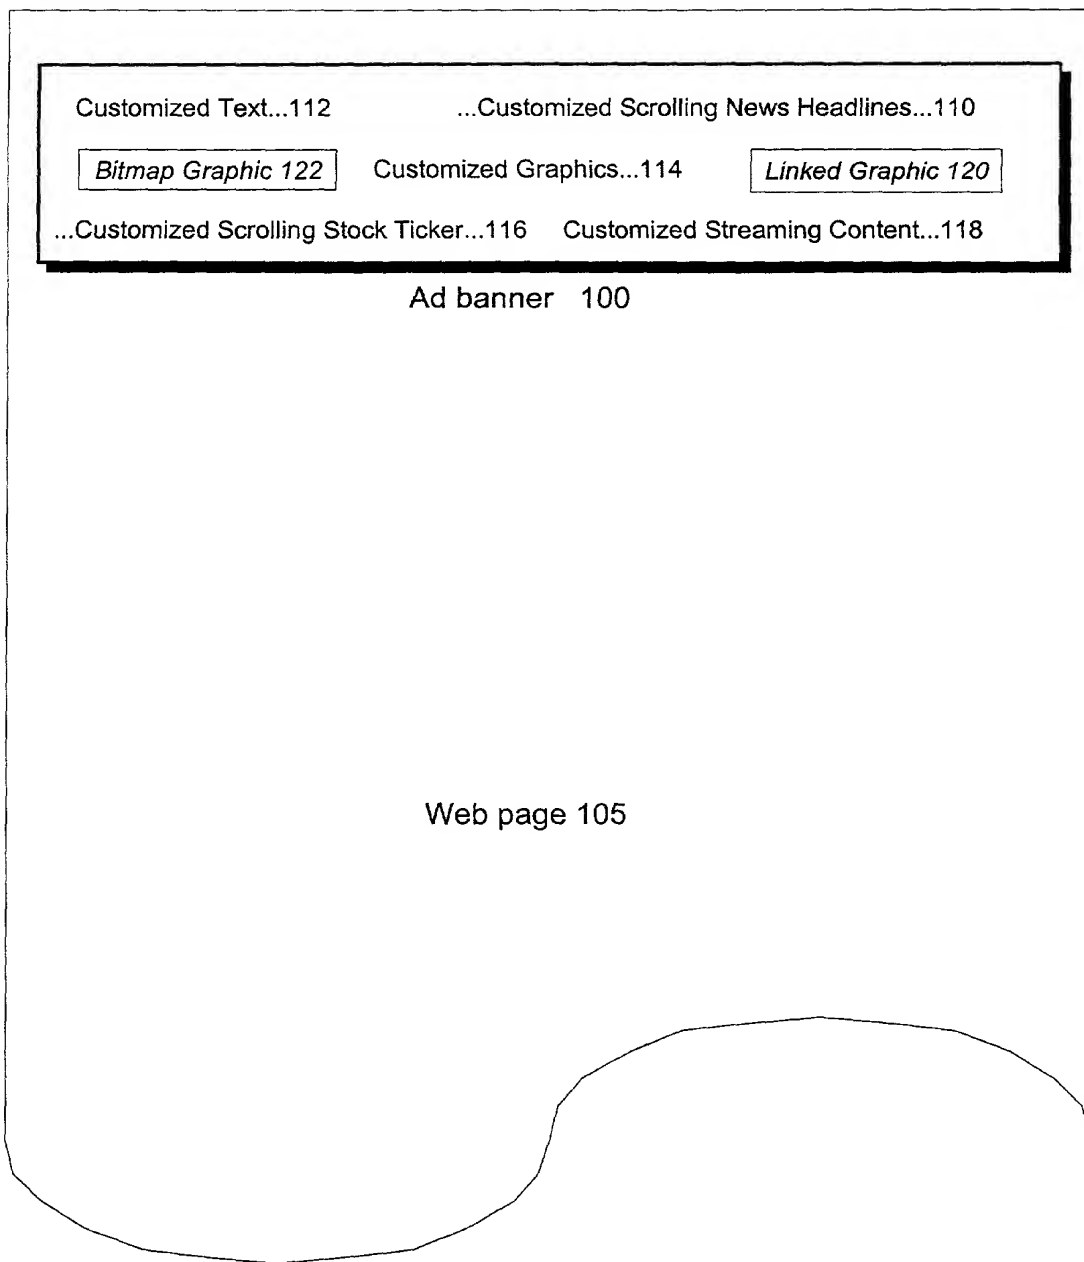 Customized Text...112 ...Customized Scrolling News Headlines...110
Bitmap Graphic 122 Customized Graphics...114 Linked Graphic 120
...Customized Scrolling Stock Ticker...116 Customized Streaming Content...118
Ad banner 100
Web page 105